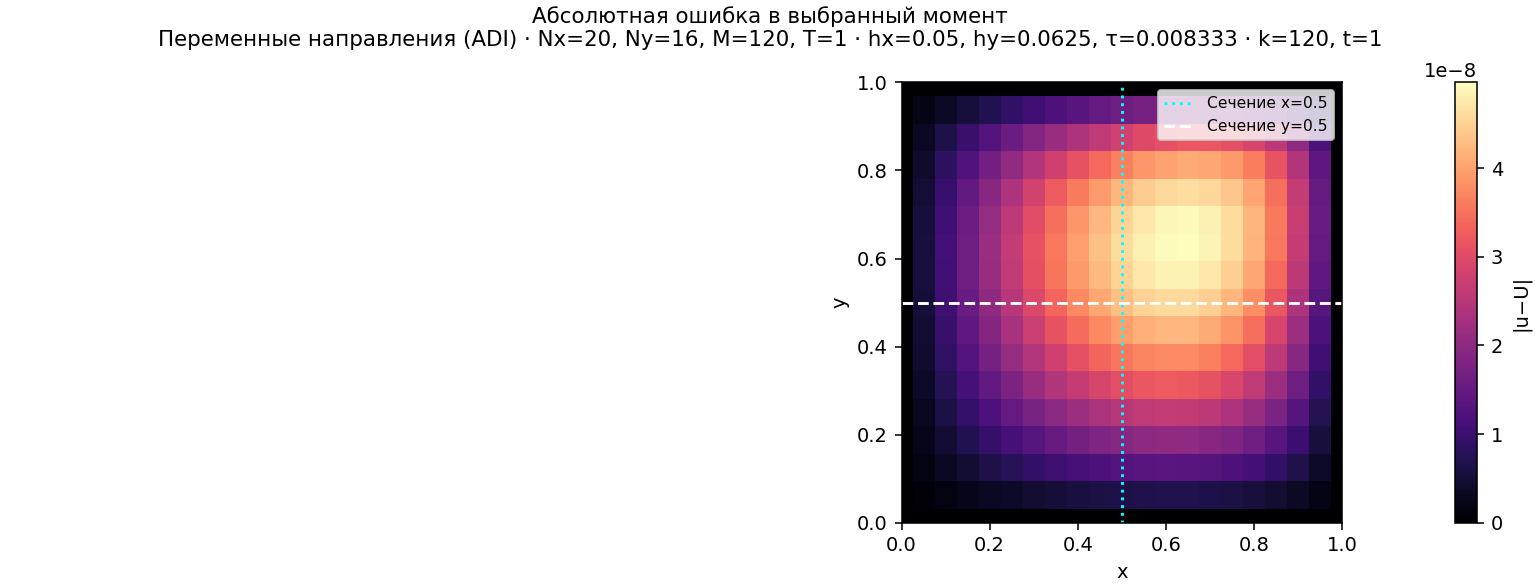 Абсолютная ошибка в выбранный момент
Переменные направления (ADI) · Nx=20, Ny=16, M=120, T=1 · hx=0.05, hy=0.0625, τ=0.008333 · k=120, t=1
1e−8
Сечение x=0.5
Сечение y=0.5
1.0
0.8
0.6
0.4
0.2
0.0
y
0.0 0.2 0.4 0.6 0.8 1.0
x
4
3
2
1
0
|u−U|